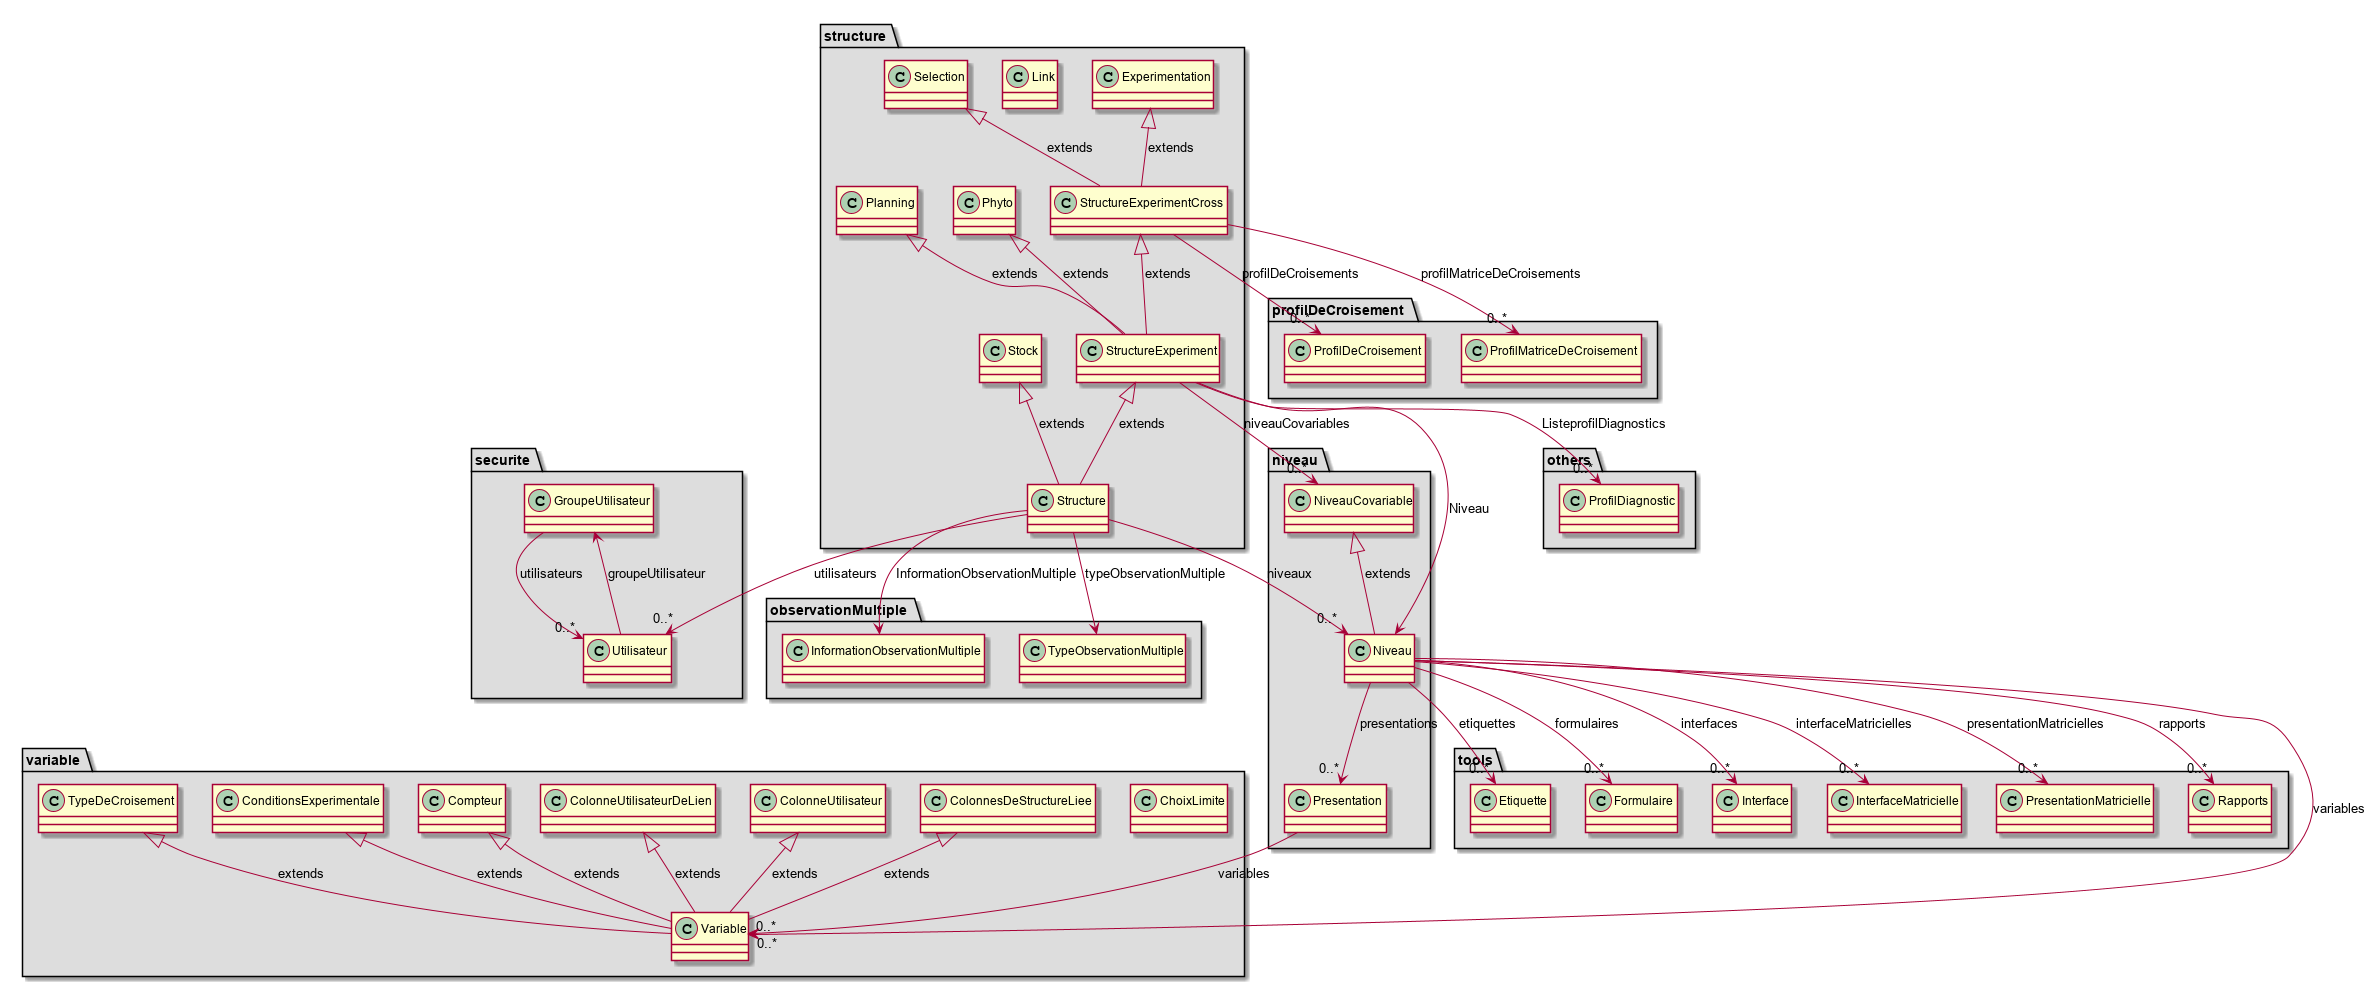 structure
C Selection
C Link
C Experimentation
extends
extends
C Planning
C Phyto
C StructureExperimentCross
extends
extends
extends
profilDeCroisements
profilMatriceDeCroisements
profilDeCroisement
0..*
0..*
C Stock
C StructureExperiment
C ProfilDeCroisement
C ProfilMatriceDeCroisement
extends
extends
niveauCovariables
ListeprofilDiagnostics
securite
niveau
0..*
others
0..*
C GroupeUtilisateur
C Structure
C NiveauCovariable
Niveau
C ProfilDiagnostic
utilisateurs
groupeUtilisateur
utilisateurs
InformationObservationMultiple
typeObservationMultiple
niveaux
extends
observationMultiple
0..*
0..*
0..*
C Utilisateur
C InformationObservationMultiple
C TypeObservationMultiple
C Niveau
presentations
etiquettes
formulaires
interfaces
interfaceMatricielles
presentationMatricielles
rapports
variable
tools
0..*
0..*
0..*
0..*
0..*
0..*
0..*
C TypeDeCroisement
C ConditionsExperimentale
C Compteur
C ColonneUtilisateurDeLien
C ColonneUtilisateur
C ColonnesDeStructureLiee
C ChoixLimite
C Presentation
C Etiquette
C Formulaire
C Interface
C InterfaceMatricielle
C PresentationMatricielle
C Rapports
variables
extends
extends
extends
extends
extends
extends
variables
C Variable
0..*
0..*